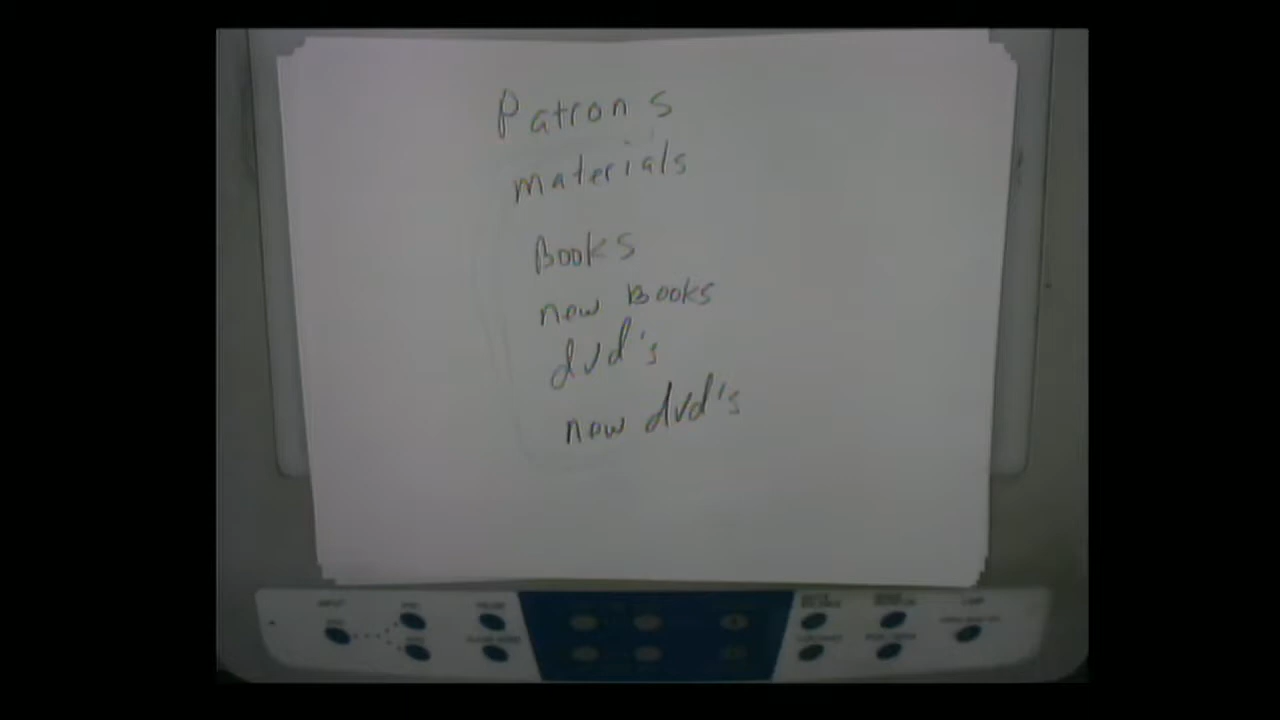 Patrons
materials
Books
new Books
dvd's
new dvd's